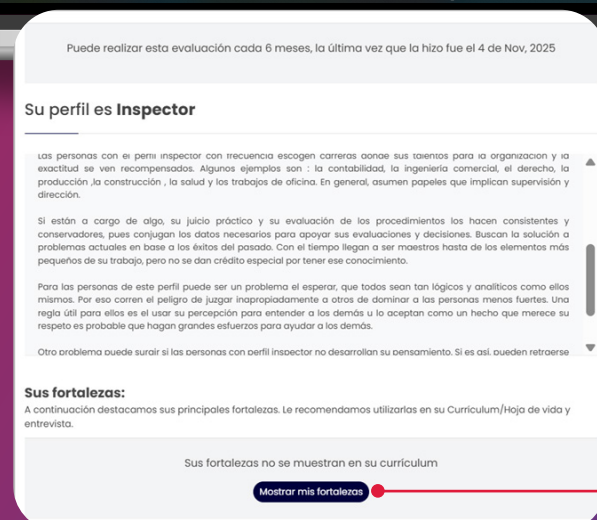 Puede realizar esta evaluación cada 6 meses, la última vez que la hizo fue el 4 de Nov, 2025
Su perfil es Inspector
Las personas con el perfil inspector con frecuencia escogen carreras donde sus talentos para la organización y la
exactitud se ven recompensados. Algunos ejemplos son : la contabilidad, la ingeniería comercial, el derecho, la
producción ,la construcción , la salud y los trabajos de oficina. En general, asumen papeles que implican supervisión y
dirección.
Si están a cargo de algo, su juicio práctico y su evaluación de los procedimientos los hacen consistentes y
conservadores, pues conjugan los datos necesarios para apoyar sus evaluaciones y decisiones. Buscan la solución a
problemas actuales en base a los éxitos del pasado. Con el tiempo llegan a ser maestros hasta de los elementos más
pequeños de su trabajo, pero no se dan crédito especial por tener ese conocimiento.
Para las personas de este perfil puede ser un problema el esperar, que todos sean tan lógicos y analíticos como ellos
mismos. Por eso corren el peligro de juzgar inapropiadamente a otros de dominar a las personas menos fuertes. Una
regla útil para ellos es el usar su percepción para entender a los demás u lo aceptan como un hecho que merece su
respeto es probable que hagan grandes esfuerzos para ayudar a los demás.
Otro problema puede surgir si las personas con perfil inspector no desarrollan su pensamiento. Si es así, pueden retraerse
Sus fortalezas:
A continuación destacamos sus principales fortalezas. Le recomendamos utilizarlas en su Curriculum/Hoja de vida y
entrevista.
Sus fortalezas no se muestran en su currículum
Mostrar mis fortalezas